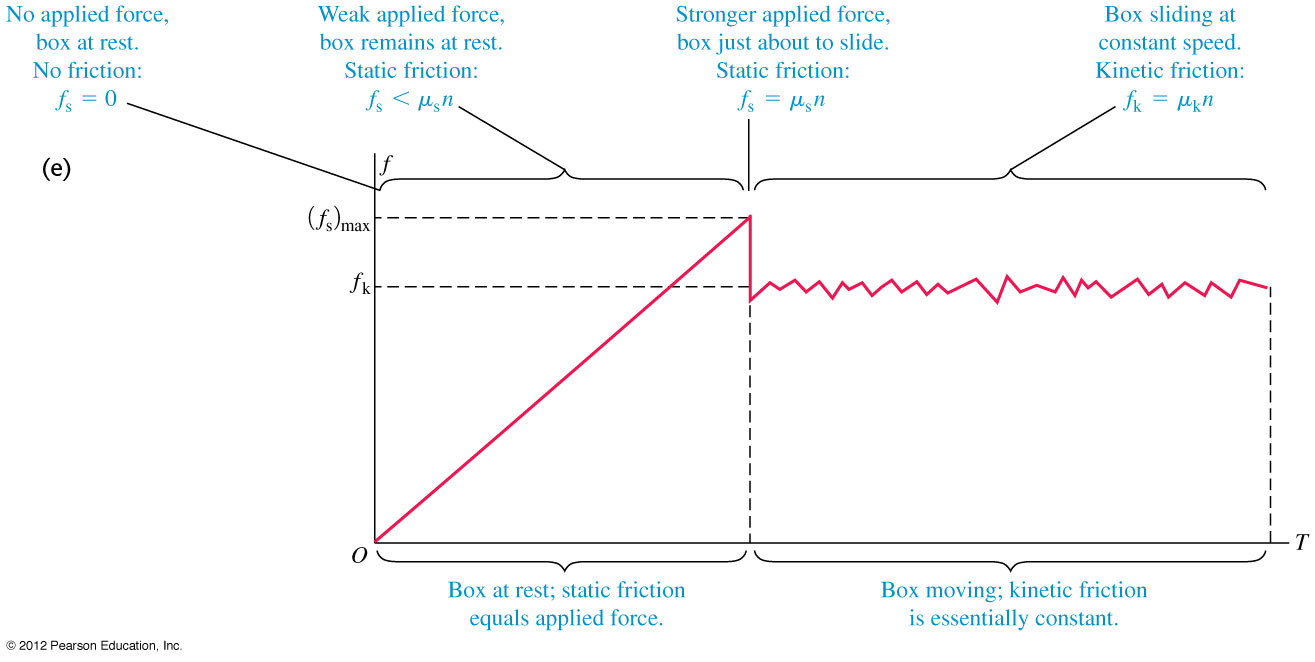 No applied force,
box at rest.
No friction:
fs = 0
Weak applied force,
box remains at rest.
Static friction:
fs < μsn
Stronger applied force,
box just about to slide.
Static friction:
fs = μsn
Box sliding at
constant speed.
Kinetic friction:
fk = μkn
(e)
f
(fs)max
fk
O
T
Box at rest; static friction
equals applied force.
Box moving; kinetic friction
is essentially constant.
© 2012 Pearson Education, Inc.